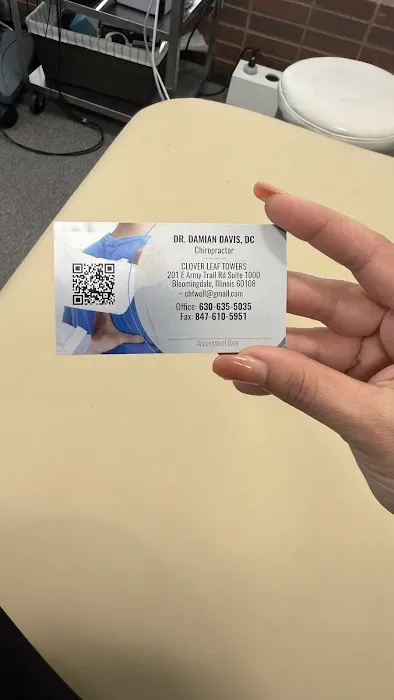 DR. DAMIAN DAVIS, DC
Chiropractor
CLOVER LEAF TOWERS
201 E Army Trail Rd Suite 1000
Bloomingdale, Illinois 60108
chfwell@gmail.com
Office: 630-635-5035
Fax: 847-610-5951
Appointment Date